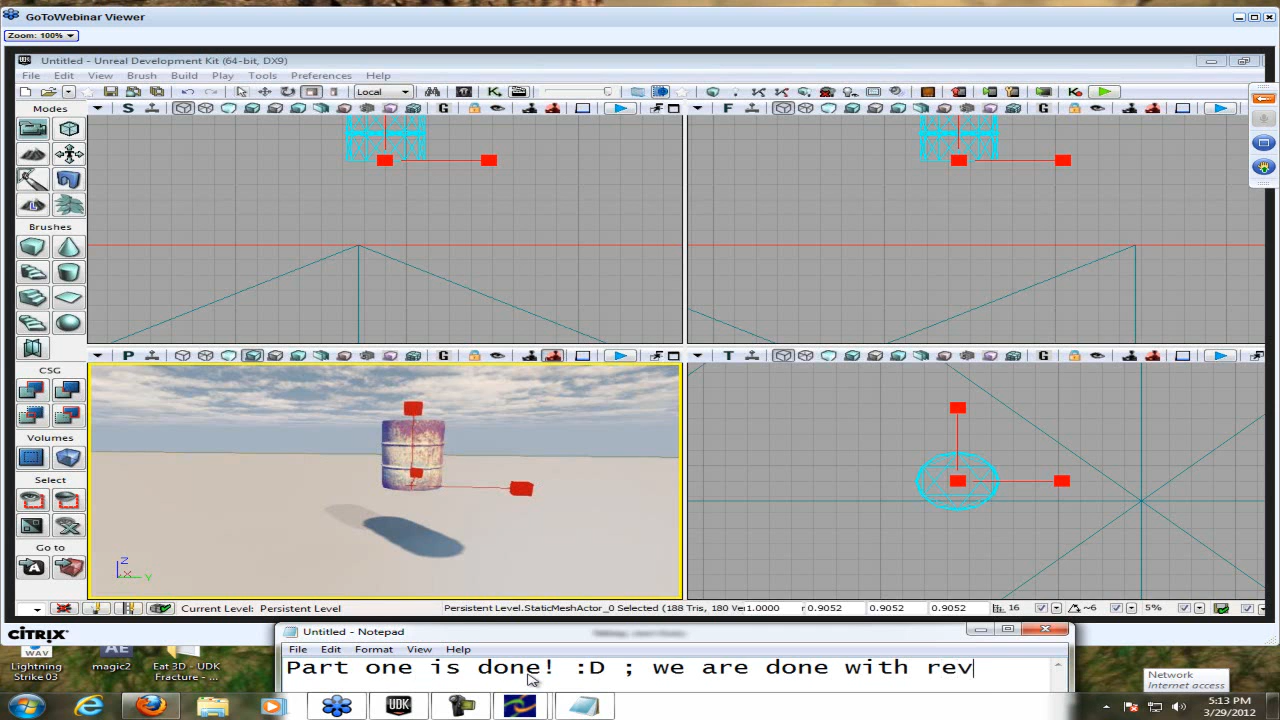 GoToWebinar Viewer
Zoom: 100%
Untitled - Unreal Development Kit (64-bit, DX9)
File Edit View Brush Build Play Tools Preferences Help
Local
Modes
S G
F G
Brushes
P G
T G
CSG
Volumes
Select
Go to
Z
X Y
Current Level: Persistent Level
Persistent Level.StaticMeshActor_0 Selected (188 Tris, 180 Ver
1.0000
0.9052 0.9052 0.9052
16
~6
5%
CITRIX
Untitled - Notepad
File Edit Format View Help
Part one is done! :D ; we are done with rev
Lightning Strike 03
magic2
Eat 3D - UDK Fracture - ...
UDK
Network
Internet access
5:13 PM
3/29/2012